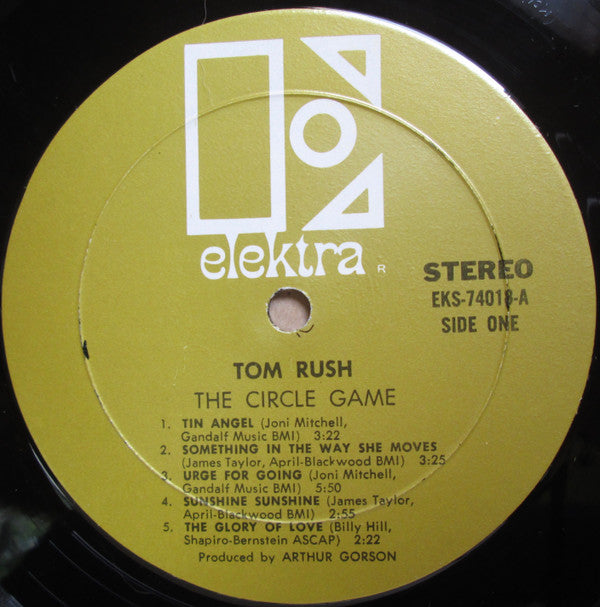 elektra R
STEREO
EKS-74018-A
SIDE ONE
TOM RUSH
THE CIRCLE GAME
1. TIN ANGEL (Joni Mitchell,
Gandalf Music BMI) 3:22
2. SOMETHING IN THE WAY SHE MOVES
(James Taylor, April-Blackwood BMI) 3:25
3. URGE FOR GOING (Joni Mitchell,
Gandalf Music BMI) 5:50
4. SUNSHINE SUNSHINE (James Taylor,
April-Blackwood BMI) 2:55
5. THE GLORY OF LOVE (Billy Hill,
Shapiro-Bernstein ASCAP) 2:22
Produced by ARTHUR GORSON